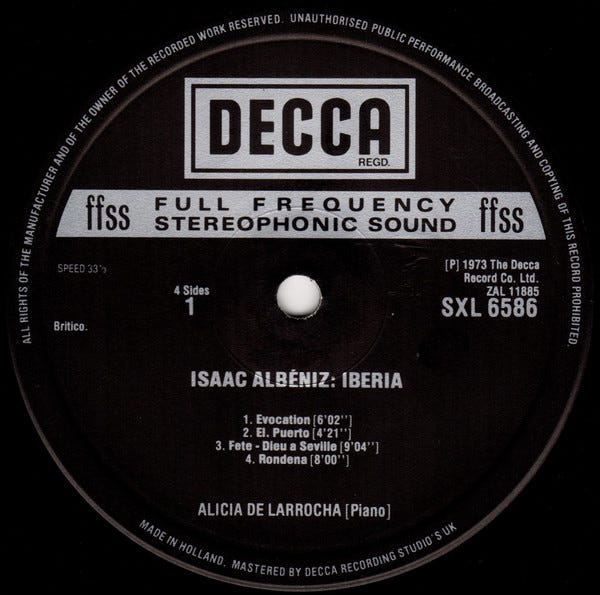 ALL RIGHTS OF THE MANUFACTURER AND OF THE OWNER OF THE RECORDED WORK RESERVED. UNAUTHORISED PUBLIC PERFORMANCE BROADCASTING AND COPYING OF THIS RECORD PROHIBITED.
DECCA
REGD.
ffss FULL FREQUENCY ffss
STEREOPHONIC SOUND
SPEED 33⅓
4 Sides
1
[P] 1973 The Decca
Record Co. Ltd.
ZAL 11885
SXL 6586
Britico.
ISAAC ALBÉNIZ: IBERIA
1. Evocation [6'02'']
2. El. Puerto [4'21'']
3. Fete - Dieu a Seville [9'04'']
4. Rondena [8'00'']
ALICIA DE LARROCHA [Piano]
MADE IN HOLLAND. MASTERED BY DECCA RECORDING STUDIO'S UK